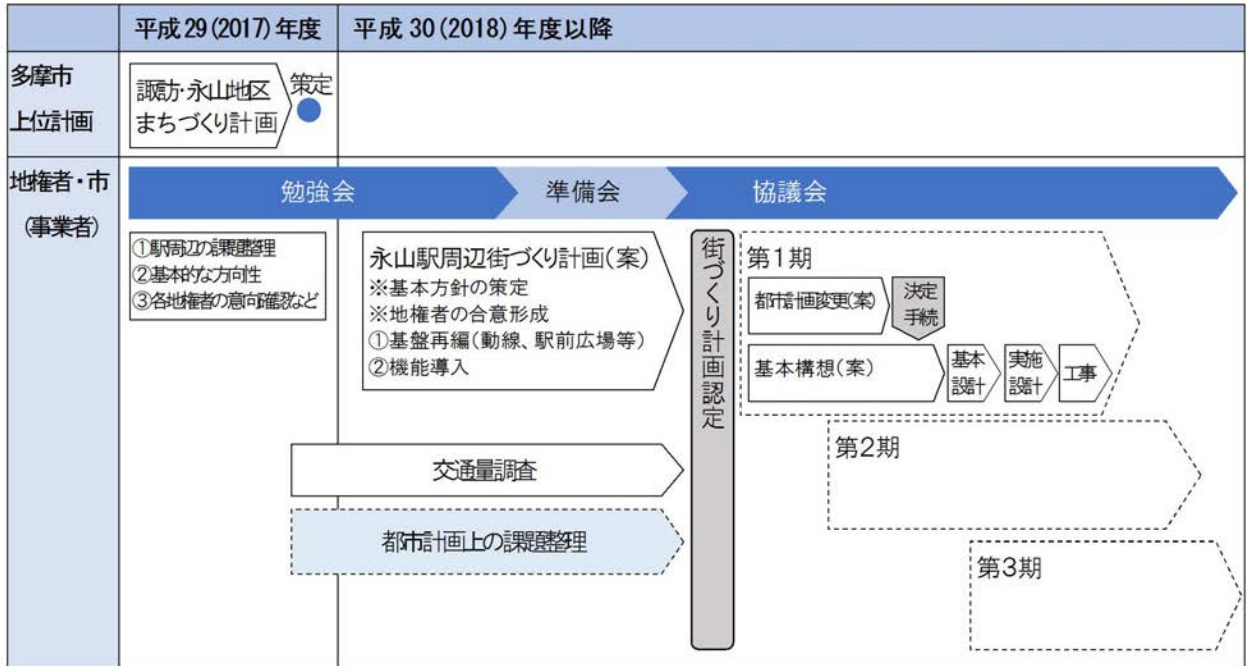 平成29(2017)年度
平成 30(2018)年度以降
多摩市
上位計画
諏訪・永山地区
まちづくり計画
策定
地権者・市
(事業者)
勉強会
準備会
協議会
①駅周辺の課題整理
②基本的な方向性
③各地権者の意向確認など
永山駅周辺街づくり計画(案)
※基本方針の策定
※地権者の合意形成
①基盤再編(動線、駅前広場等)
②機能導入
交通量調査
都市計画上の課題整理
街づくり計画認定
第1期
都市計画変更(案)
決定
手続
基本構想(案)
基本
設計
実施
設計
工事
第2期
第3期